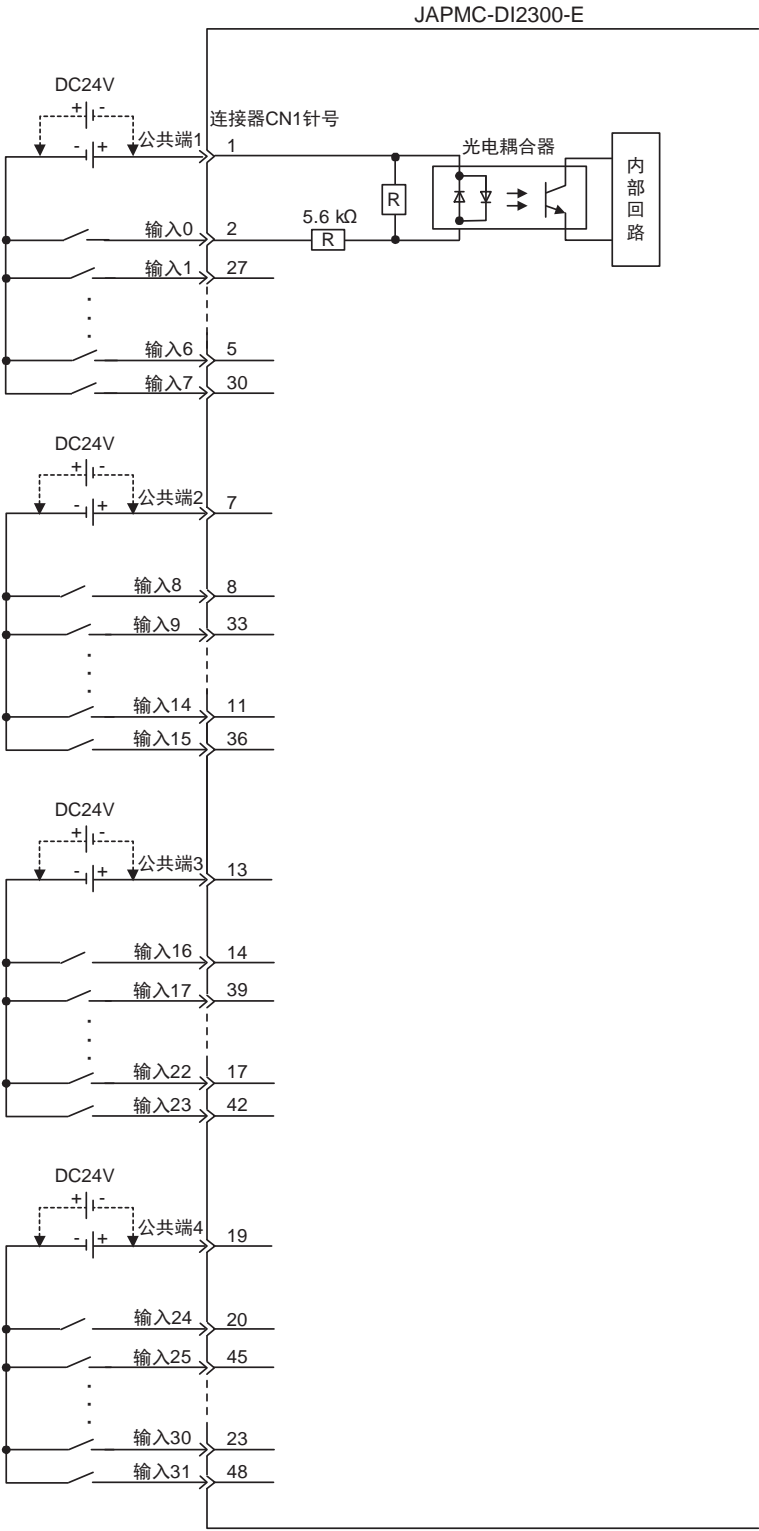 JAPMC-DI2300-E
DC24V
+ -
连接器CN1针号
- +
公共端1
1
光电耦合器
内部回路
R
5.6 kΩ
R
输入0 2
输入1 27
输入6 5
输入7 30
DC24V
+ -
- +
公共端2
7
输入8 8
输入9 33
输入14 11
输入15 36
DC24V
+ -
- +
公共端3
13
输入16 14
输入17 39
输入22 17
输入23 42
DC24V
+ -
- +
公共端4
19
输入24 20
输入25 45
输入30 23
输入31 48